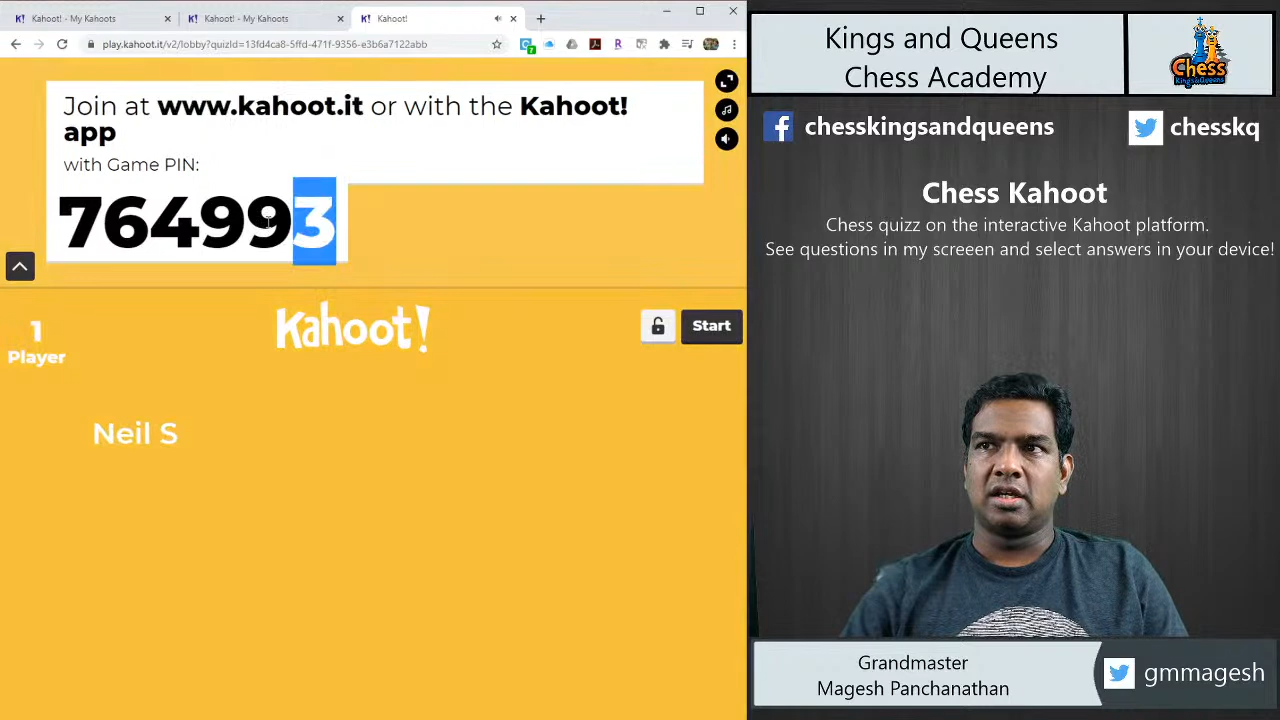 Kahoot! - My Kahoots
Kahoot! - My Kahoots
Kahoot!
play.kahoot.it/v2/lobby?quizId=13fd4ca8-5ffd-471f-9356-e3b6a7122abb
7
Join at www.kahoot.it or with the Kahoot!
app
with Game PIN:
764993
Kahoot!
1
Player
Start
Neil S
Kings and Queens
Chess Academy
Chess
Kings&Queens
chesskingsandqueens
chesskq
Chess Kahoot
Chess quizz on the interactive Kahoot platform.
See questions in my screeen and select answers in your device!
Grandmaster
Magesh Panchanathan
gmmagesh